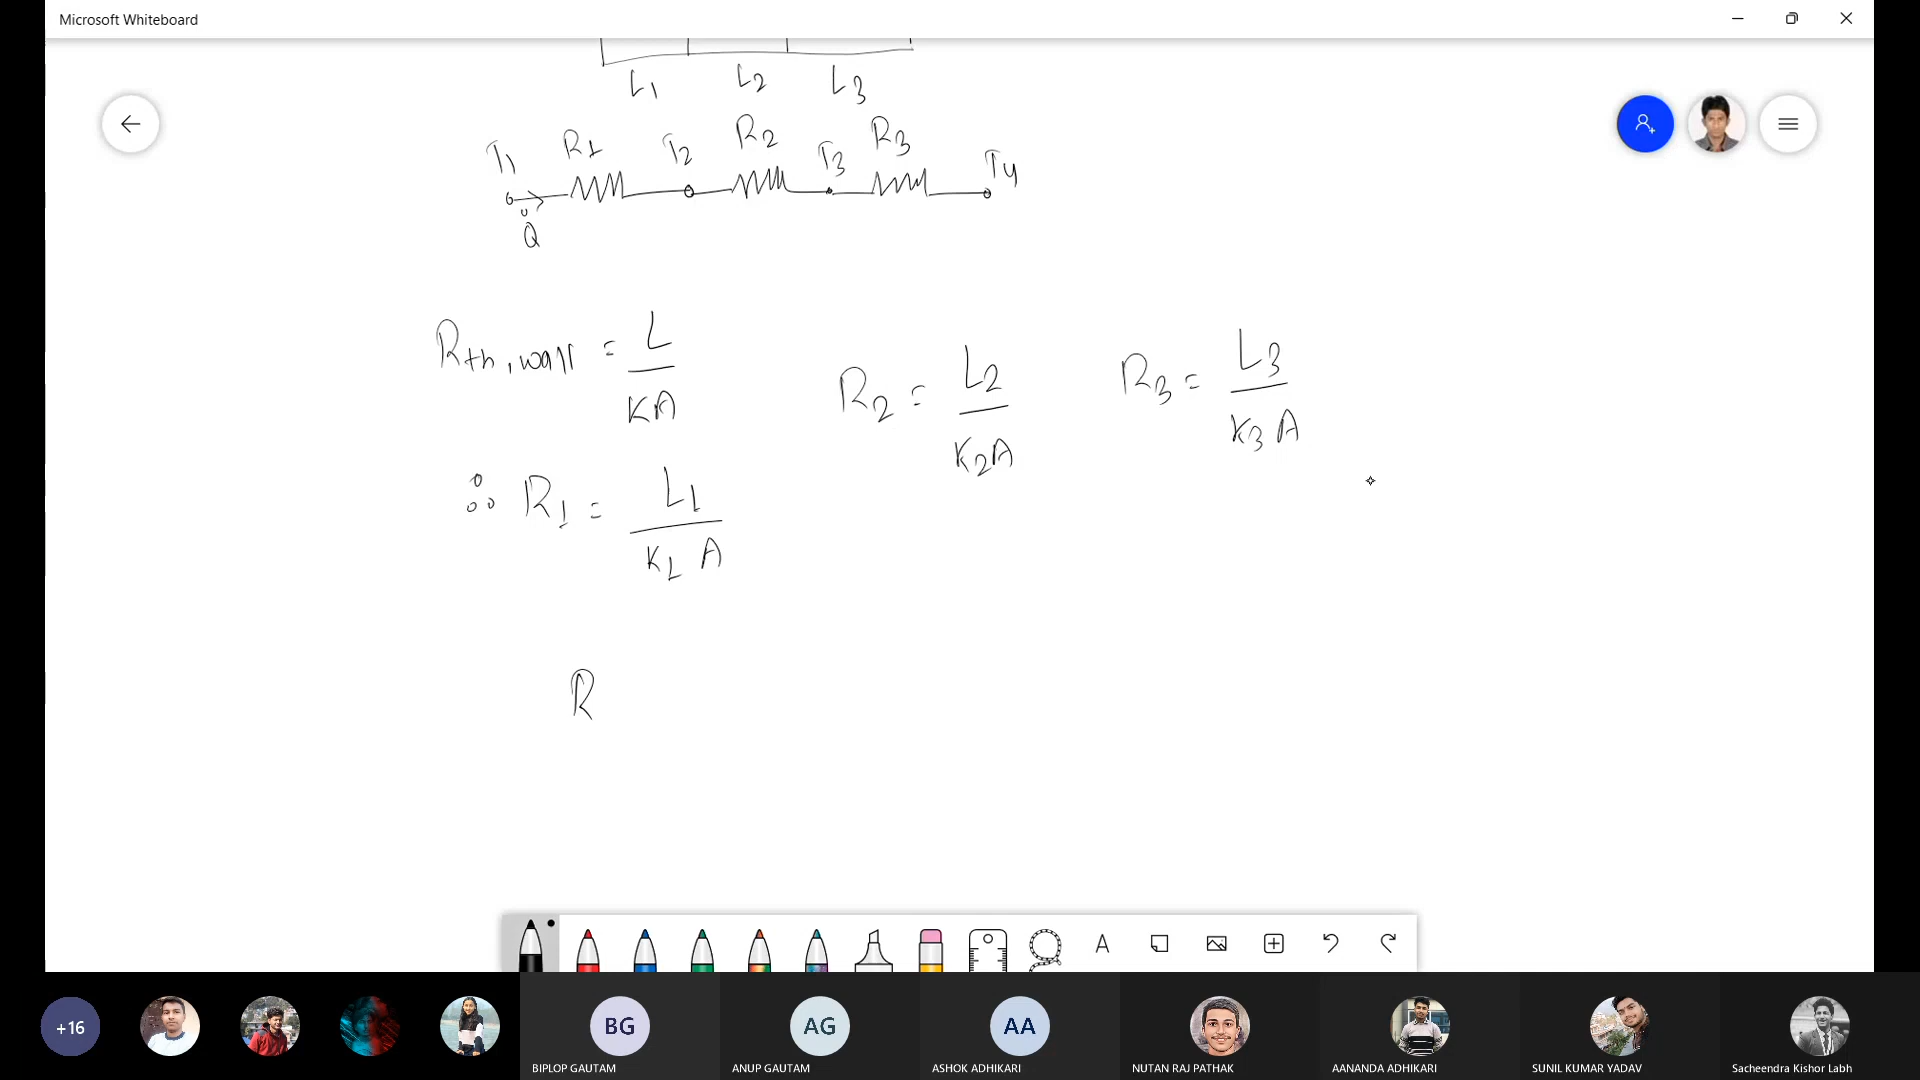 Microsoft Whiteboard
L1 L2 L3
T1 R1 T2 R2 T3 R3 T4
Q
Rth, wall = L / KA
R2 = L2 / K2A
R3 = L3 / K3 A
∴ R1 = L1 / K1 A
R
A
+16
BG AG AA
BIPLOP GAUTAM ANUP GAUTAM ASHOK ADHIKARI NUTAN RAJ PATHAK AANANDA ADHIKARI SUNIL KUMAR YADAV Sacheendra Kishor Labh